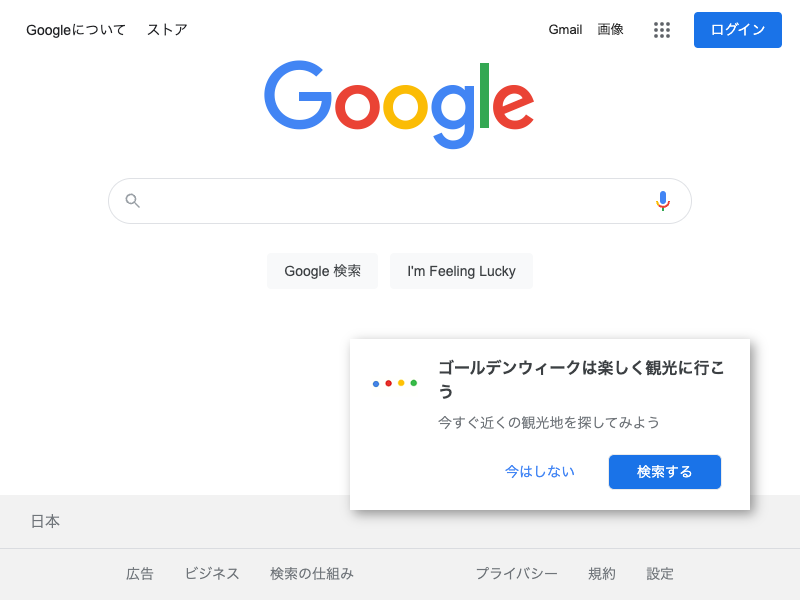 Googleについて ストア Gmail 画像 ログイン
Google
Google 検索 I'm Feeling Lucky
ゴールデンウィークは楽しく観光に行こ
う
今すぐ近くの観光地を探してみよう
今はしない 検索する
日本
広告 ビジネス 検索の仕組み プライバシー 規約 設定